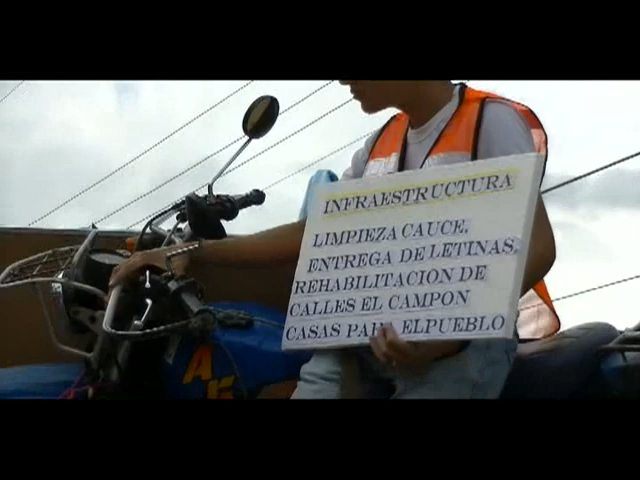 INFRAESTRUCTURA
LIMPIEZA CAUCE.
ENTREGA DE LETINAS,
REHABILITACION DE
CALLES EL CAMPON
CASAS PARA ELPUEBLO